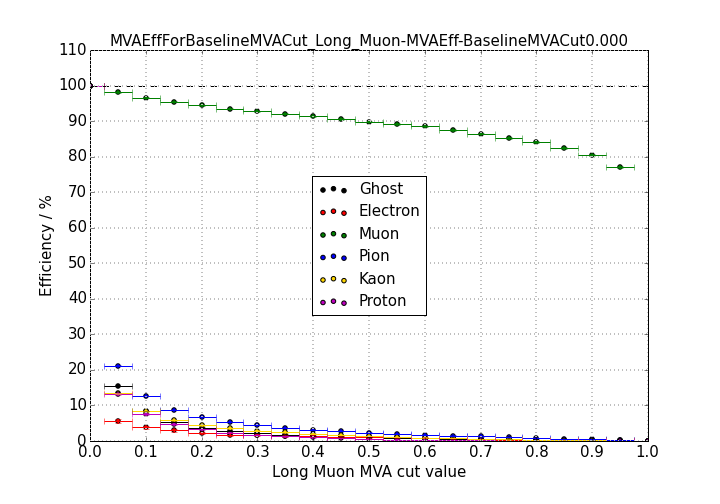 MVAEffForBaselineMVACut_Long_Muon-MVAEff-BaselineMVACut0.000
110
100
90
80
70
60
50
40
30
20
10
0
Efficiency / %
Ghost
Electron
Muon
Pion
Kaon
Proton
0.0 0.1 0.2 0.3 0.4 0.5 0.6 0.7 0.8 0.9 1.0
Long Muon MVA cut value